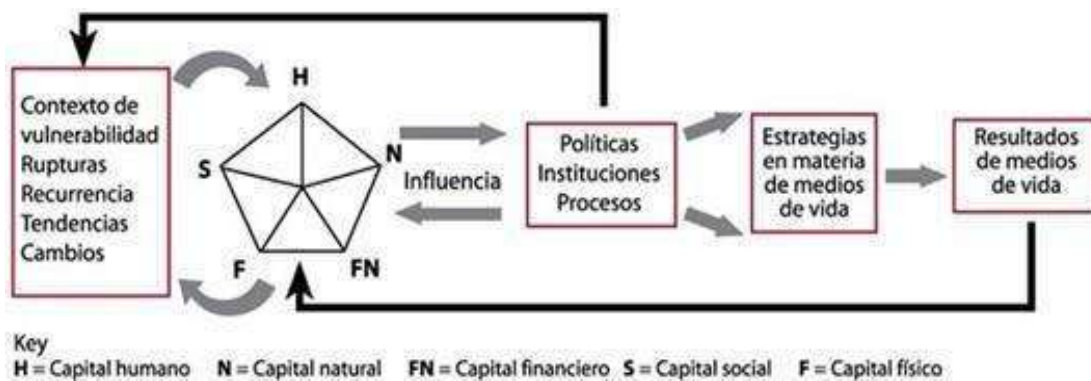 Contexto de
vulnerabilidad
Rupturas
Recurrencia
Tendencias
Cambios
H
S
N
F
FN
Influencia
Políticas
Instituciones
Procesos
Estrategias
en materia
de medios
de vida
Resultados
de medios
de vida
Key
H = Capital humano N = Capital natural FN = Capital financiero S = Capital social F = Capital físico